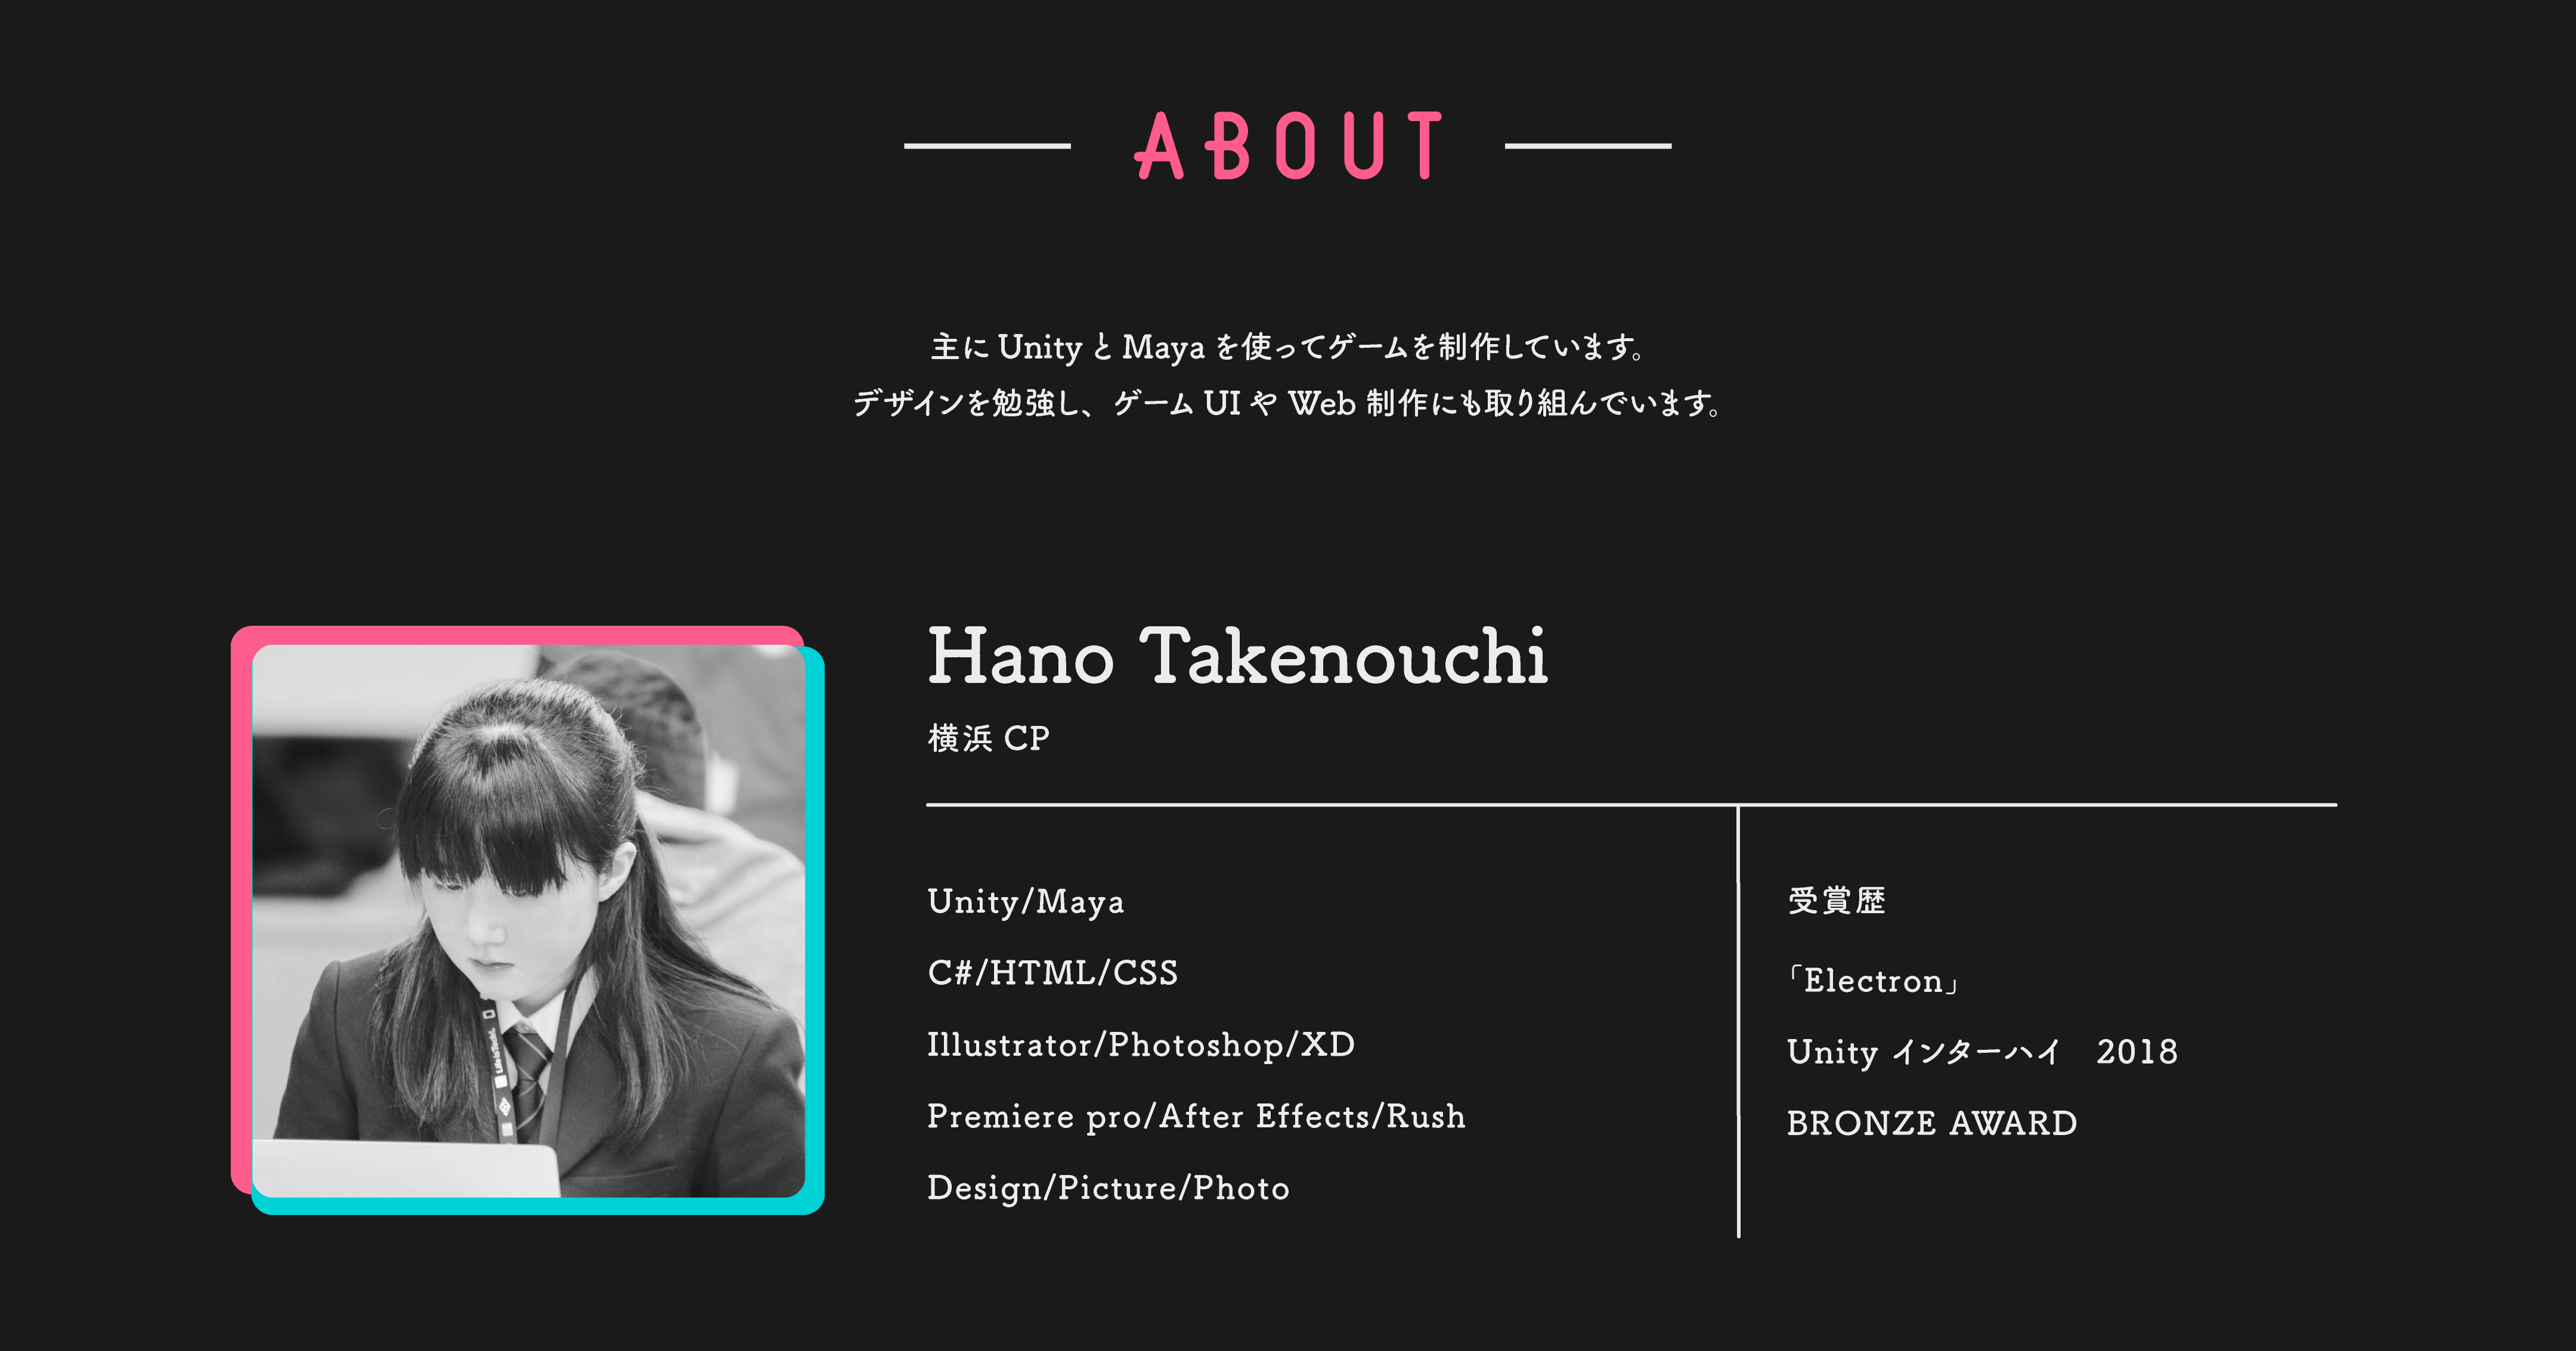 ABOUT
主に Unity と Maya を使ってゲームを制作しています。
デザインを勉強し、ゲーム UI や Web 制作にも取り組んでいます。
Hano Takenouchi
横浜 CP
Unity/Maya
C#/HTML/CSS
Illustrator/Photoshop/XD
Premiere pro/After Effects/Rush
Design/Picture/Photo
受賞歴
「Electron」
Unity インターハイ　2018
BRONZE AWARD
Life is Tech!